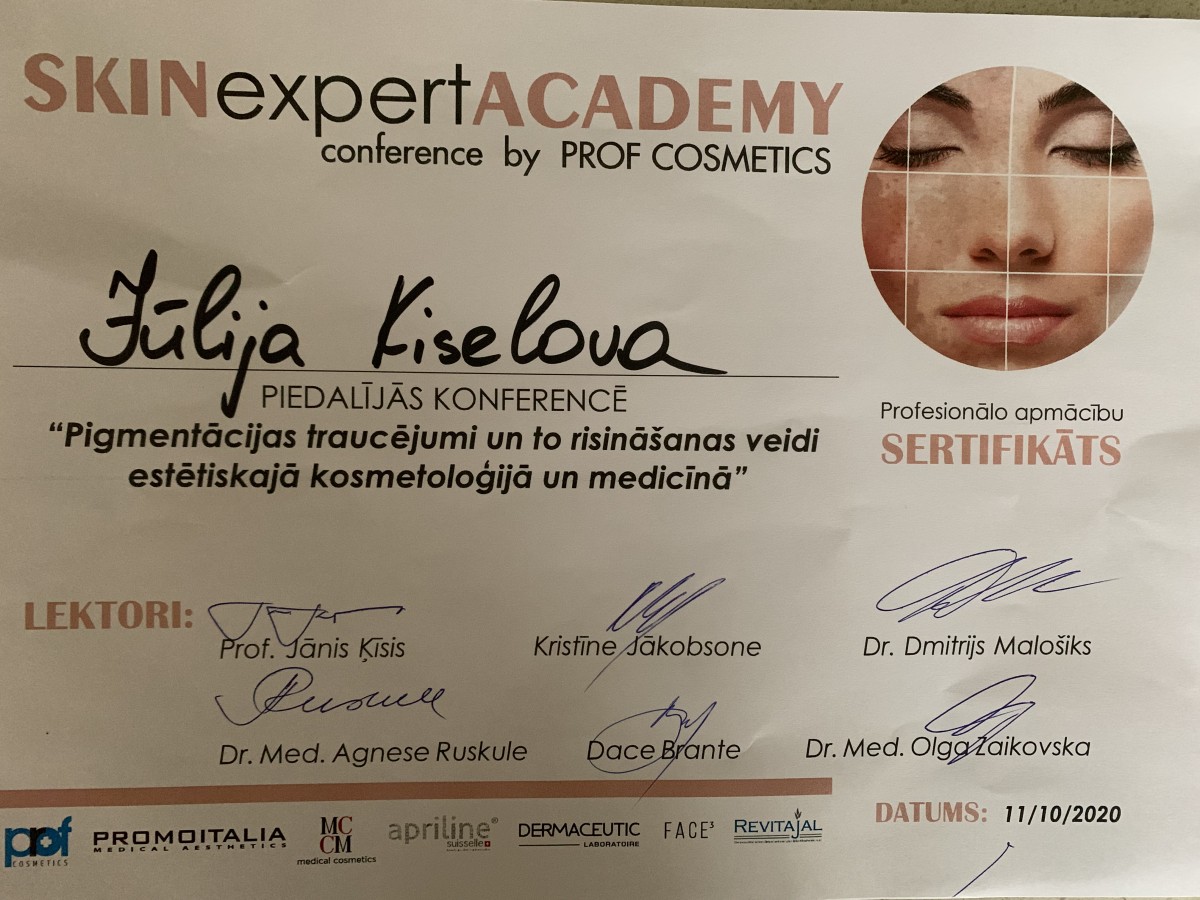 SKINexpertACADEMY
conference by PROF COSMETICS
Jūlija Kiselova
PIEDALĪJĀS KONFERENCĒ
“Pigmentācijas traucējumi un to risināšanas veidi
estētiskajā kosmetoloģijā un medicīnā”
Profesionālo apmācību
SERTIFIKĀTS
LEKTORI:
Prof. Jānis Ķīsis
Kristīne Jākobsone
Dr. Dmitrijs Malošiks
Dr. Med. Agnese Ruskule
Dace Brante
Dr. Med. Olga Zaikovska
DATUMS: 11/10/2020
prof
COSMETICS
PROMOITALIA
MEDICAL AESTHETICS
MC
CM
medical cosmetics
apriline®
suisselle
DERMACEUTIC
LABORATOIRE
FACE³
REVITAJAL